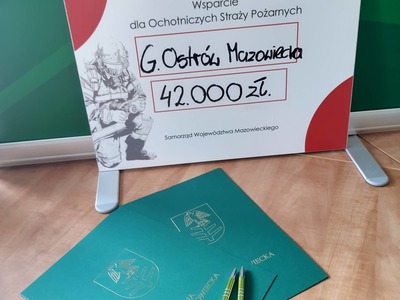 Wsparcie
dla Ochotniczych Straży Pożarnych
G. Ostrów Mazowiecka
42.000 zł.
Samorząd Województwa Mazowieckiego